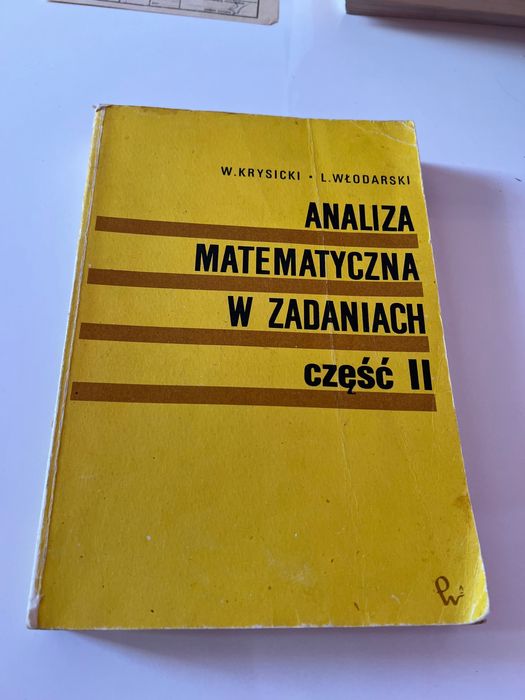 W. KRYSICKI • L. WŁODARSKI
ANALIZA
MATEMATYCZNA
W ZADANIACH
część II